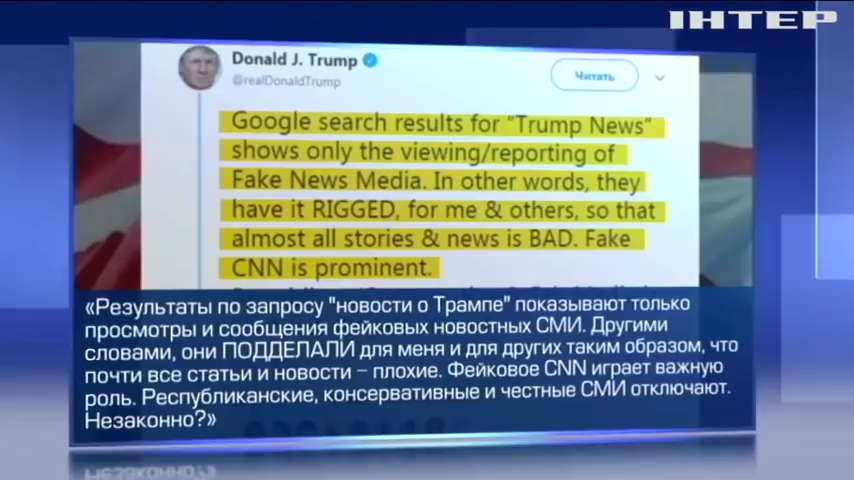 ІНТЕР
Donald J. Trump
@realDonaldTrump
Читать
Google search results for “Trump News”
shows only the viewing/reporting of
Fake News Media. In other words, they
have it RIGGED, for me & others, so that
almost all stories & news is BAD. Fake
CNN is prominent.
«Результаты по запросу "новости о Трампе" показывают только
просмотры и сообщения фейковых новостных СМИ. Другими
словами, они ПОДДЕЛАЛИ для меня и для других таким образом, что
почти все статьи и новости – плохие. Фейковое CNN играет важную
роль. Республиканские, консервативные и честные СМИ отключают.
Незаконно?»